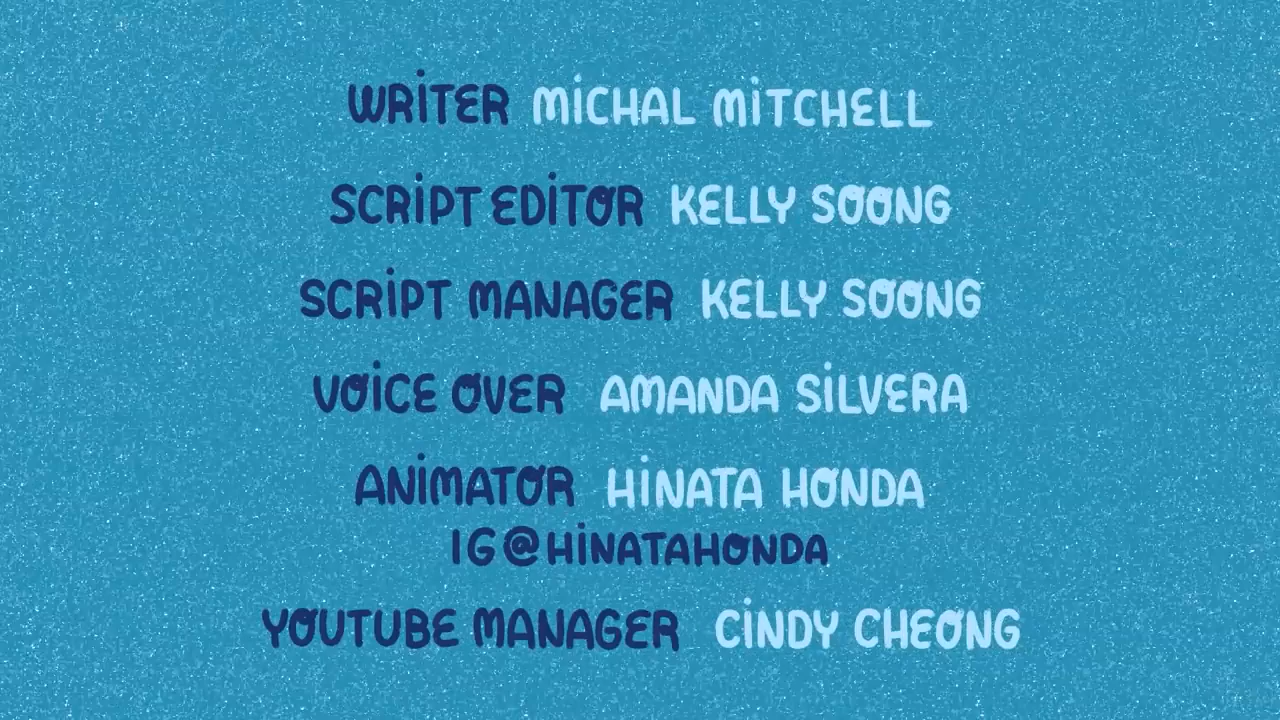 WRITER MICHAL MITCHELL
SCRIPT EDITOR KELLY SOONG
SCRIPT MANAGER KELLY SOONG
VOICE OVER AMANDA SILVERA
ANIMATOR HINATA HONDA
IG@HINATAHONDA
YOUTUBE MANAGER CINDY CHEONG